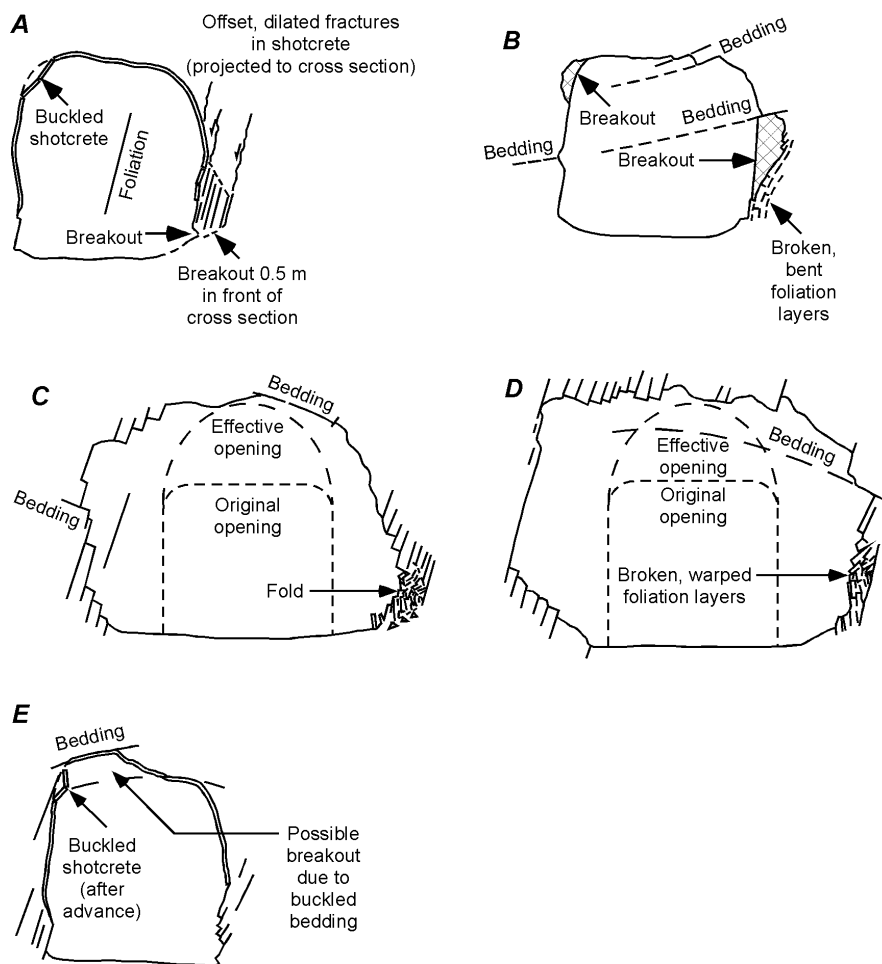 A
Offset, dilated fractures
in shotcrete
(projected to cross section)
Buckled
shotcrete
Foliation
Breakout
Breakout 0.5 m
in front of
cross section
B
Bedding
Breakout
Bedding
Bedding
Breakout
Broken,
bent
foliation
layers
C
Bedding
Effective
opening
Bedding
Original
opening
Fold
D
Bedding
Effective
opening
Original
opening
Broken, warped
foliation layers
E
Bedding
Buckled
shotcrete
(after
advance)
Possible
breakout
due to
buckled
bedding